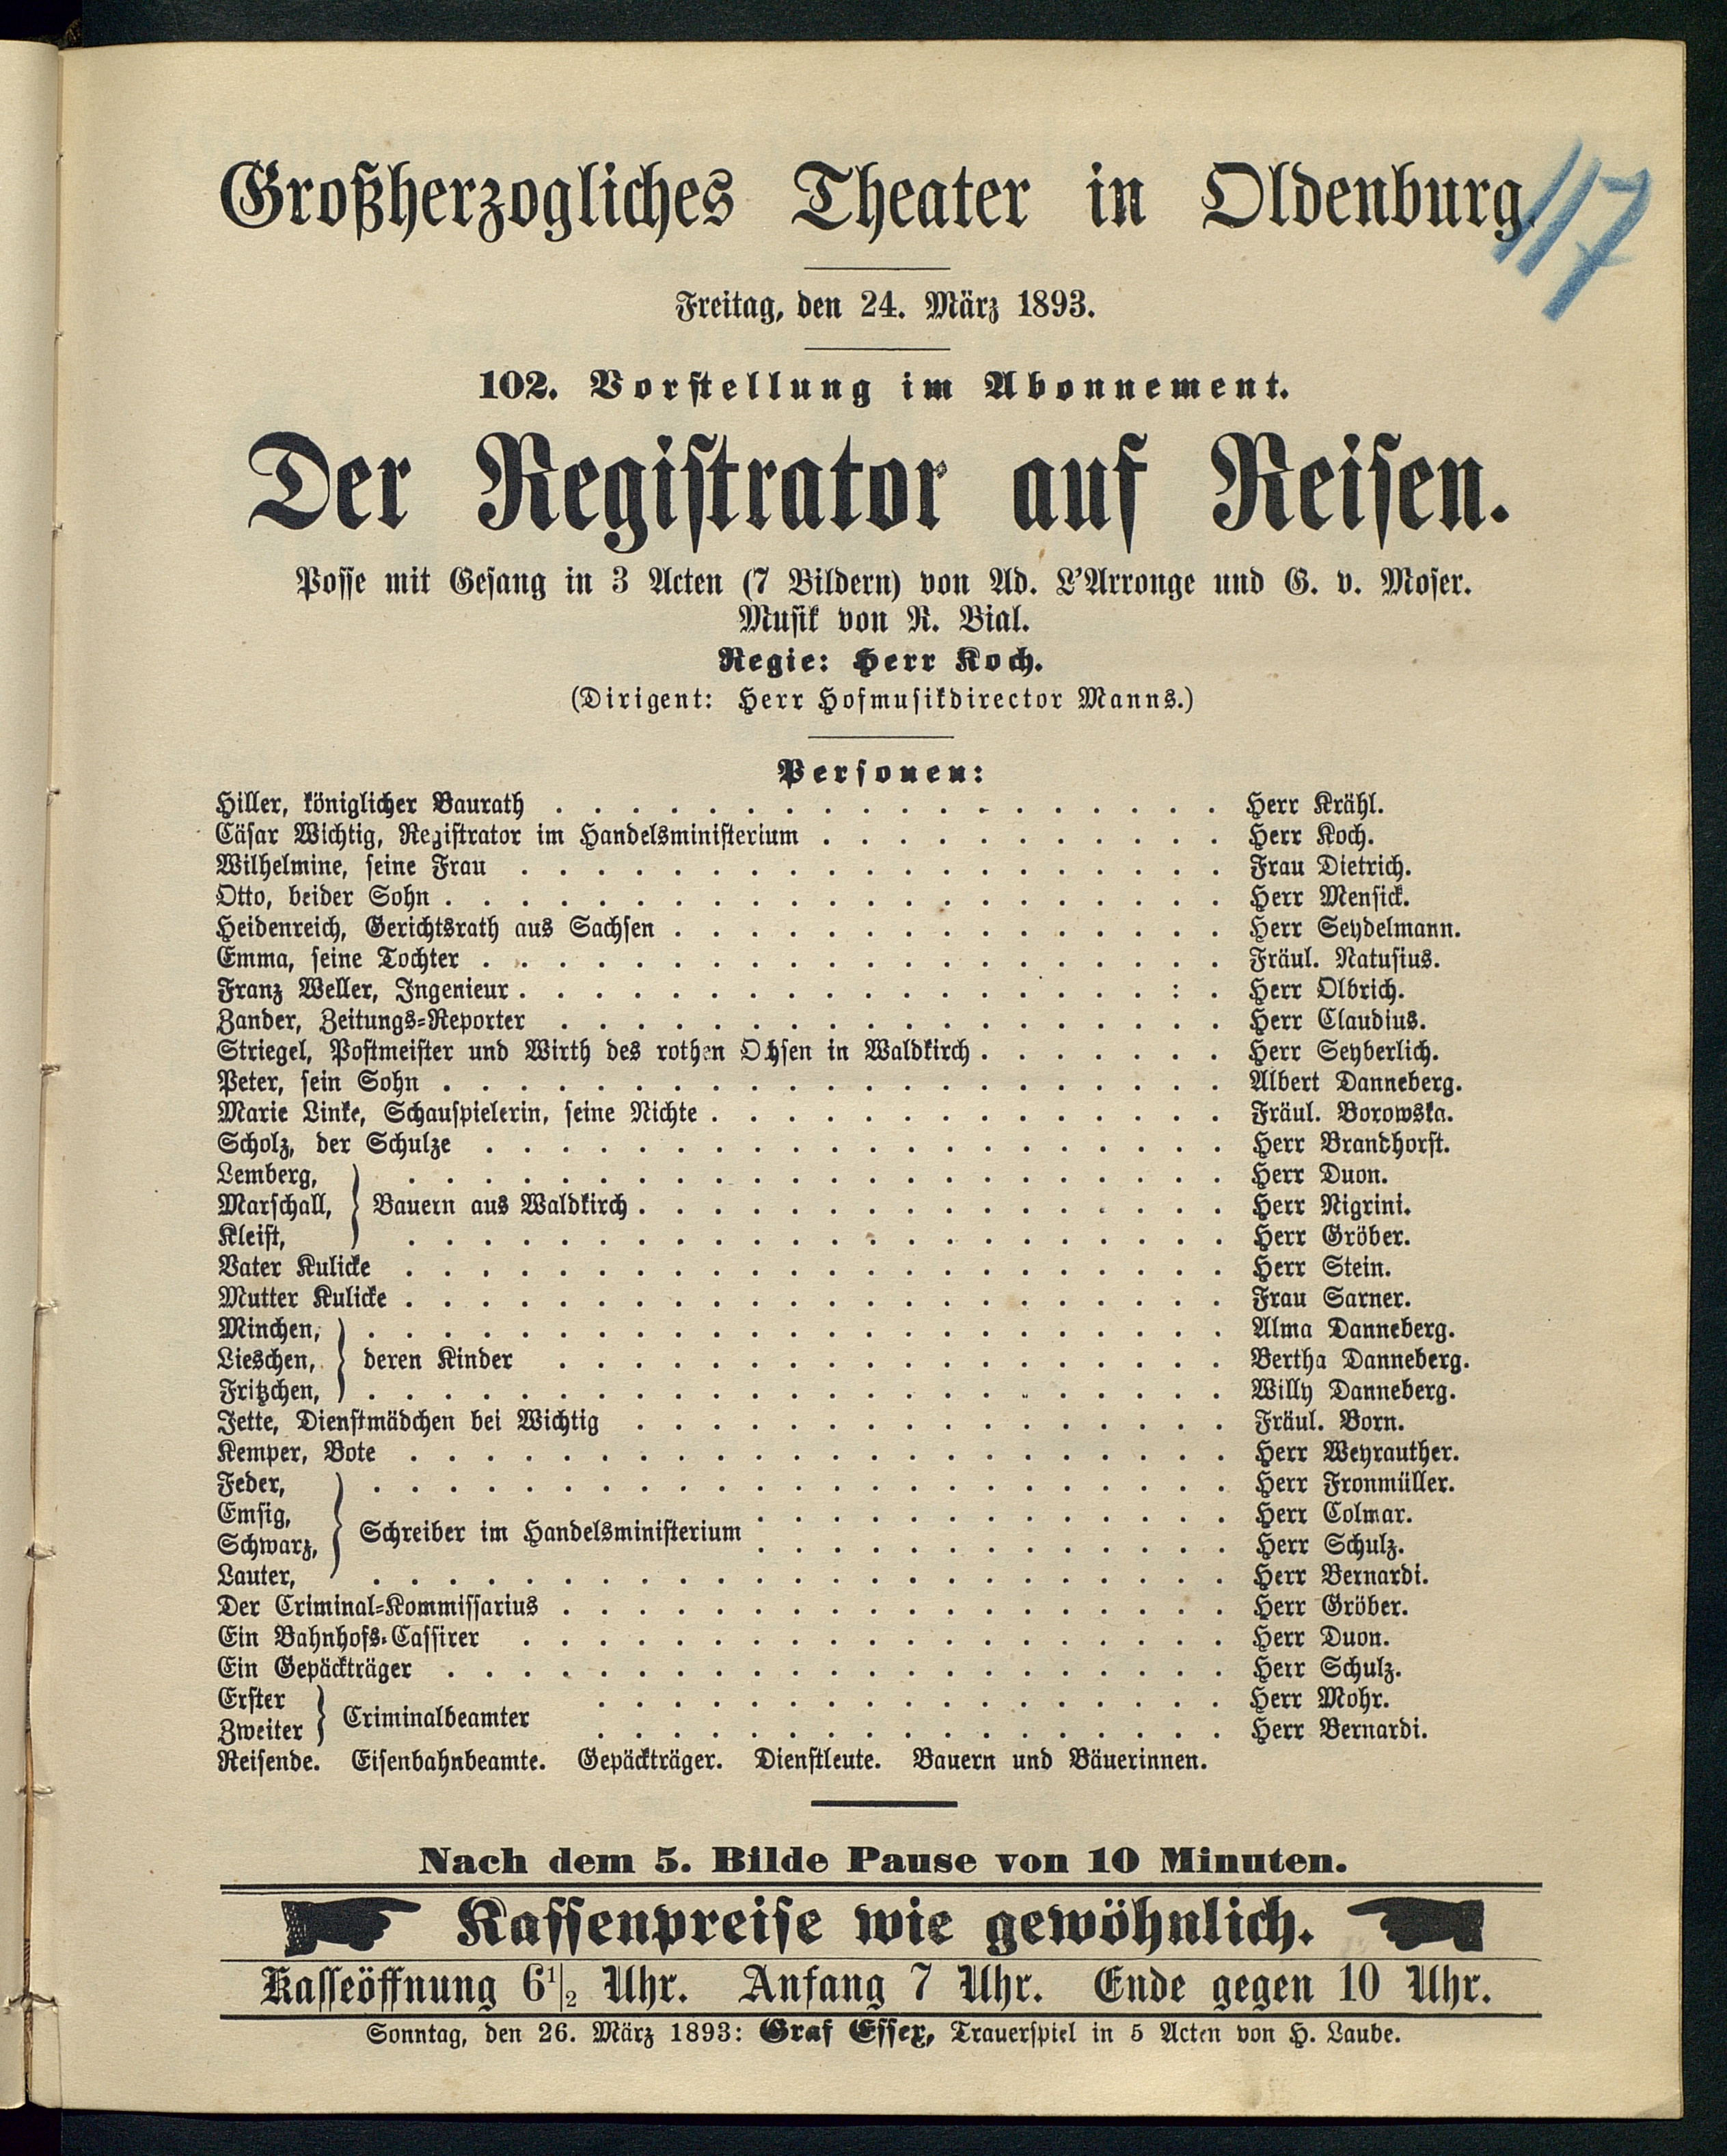 Großherzogliches Theater in Oldenburg.
117
Freitag, den 24. März 1893.
102. Vorstellung im Abonnement.
Der Registrator auf Reisen.
Posse mit Gesang in 3 Acten (7 Bildern) von Ad. L'Arronge und G. v. Moser.
Musik von R. Bial.
Regie: Herr Koch.
(Dirigent: Herr Hofmusikdirector Manns.)
Personen:
Hiller, königlicher Baurath . . . . . . . . . . . . . . . . . . Herr Krähl.
Cäsar Wichtig, Registrator im Handelsministerium . . . . . . . . . . . Herr Koch.
Wilhelmine, seine Frau . . . . . . . . . . . . . . . . . . . Frau Dietrich.
Otto, beider Sohn . . . . . . . . . . . . . . . . . . . . . Herr Mensick.
Heidenreich, Gerichtsrath aus Sachsen . . . . . . . . . . . . . . . Herr Seydelmann.
Emma, seine Tochter . . . . . . . . . . . . . . . . . . . . Fräul. Natusius.
Franz Weller, Ingenieur . . . . . . . . . . . . . . . . . . : . Herr Olbrich.
Zander, Zeitungs-Reporter . . . . . . . . . . . . . . . . . . Herr Claudius.
Striegel, Postmeister und Wirth des rothen Ochsen in Waldkirch . . . . . . . Herr Seyberlich.
Peter, sein Sohn . . . . . . . . . . . . . . . . . . . . . Albert Danneberg.
Marie Linke, Schauspielerin, seine Nichte . . . . . . . . . . . . . . Fräul. Borowska.
Scholz, der Schulze . . . . . . . . . . . . . . . . . . . . Herr Brandhorst.
Lemberg, . . . . . . . . . . . . . . . . . . . . . . Herr Duon.
Marschall, } Bauern aus Waldkirch . . . . . . . . . . . . . . . . Herr Nigrini.
Kleist, . . . . . . . . . . . . . . . . . . . . . . Herr Gröber.
Vater Kulicke . . . . . . . . . . . . . . . . . . . . . . Herr Stein.
Mutter Kulicke . . . . . . . . . . . . . . . . . . . . . . Frau Sarner.
Minchen, . . . . . . . . . . . . . . . . . . . . . . . Alma Danneberg.
Lieschen, } deren Kinder . . . . . . . . . . . . . . . . . . Bertha Danneberg.
Fritzchen, . . . . . . . . . . . . . . . . . . . . . . . Willy Danneberg.
Jette, Dienstmädchen bei Wichtig . . . . . . . . . . . . . . . . Fräul. Born.
Kemper, Bote . . . . . . . . . . . . . . . . . . . . . . Herr Weyrauther.
Feder, . . . . . . . . . . . . . . . . . . . . . . . Herr Fronmüller.
Emsig, . . . . . . . . . . . . . Herr Colmar.
Schwarz, } Schreiber im Handelsministerium . . . . . . . . . . . . . Herr Schulz.
Lauter, . . . . . . . . . . . . . . . . . . . . . . . Herr Bernardi.
Der Criminal-Kommissarius . . . . . . . . . . . . . . . . . . Herr Gröber.
Ein Bahnhofs-Cassirer . . . . . . . . . . . . . . . . . . . Herr Duon.
Ein Gepäckträger . . . . . . . . . . . . . . . . . . . . . Herr Schulz.
Erster . . . . . . . . . . . . . . . . . Herr Mohr.
Zweiter } Criminalbeamter . . . . . . . . . . . . . . . . . Herr Bernardi.
Reisende. Eisenbahnbeamte. Gepäckträger. Dienstleute. Bauern und Bäuerinnen.
Nach dem 5. Bilde Pause von 10 Minuten.
Kassenpreise wie gewöhnlich.
Kasseöffnung 6 1/2 Uhr. Anfang 7 Uhr. Ende gegen 10 Uhr.
Sonntag, den 26. März 1893: Graf Essex, Trauerspiel in 5 Acten von H. Laube.